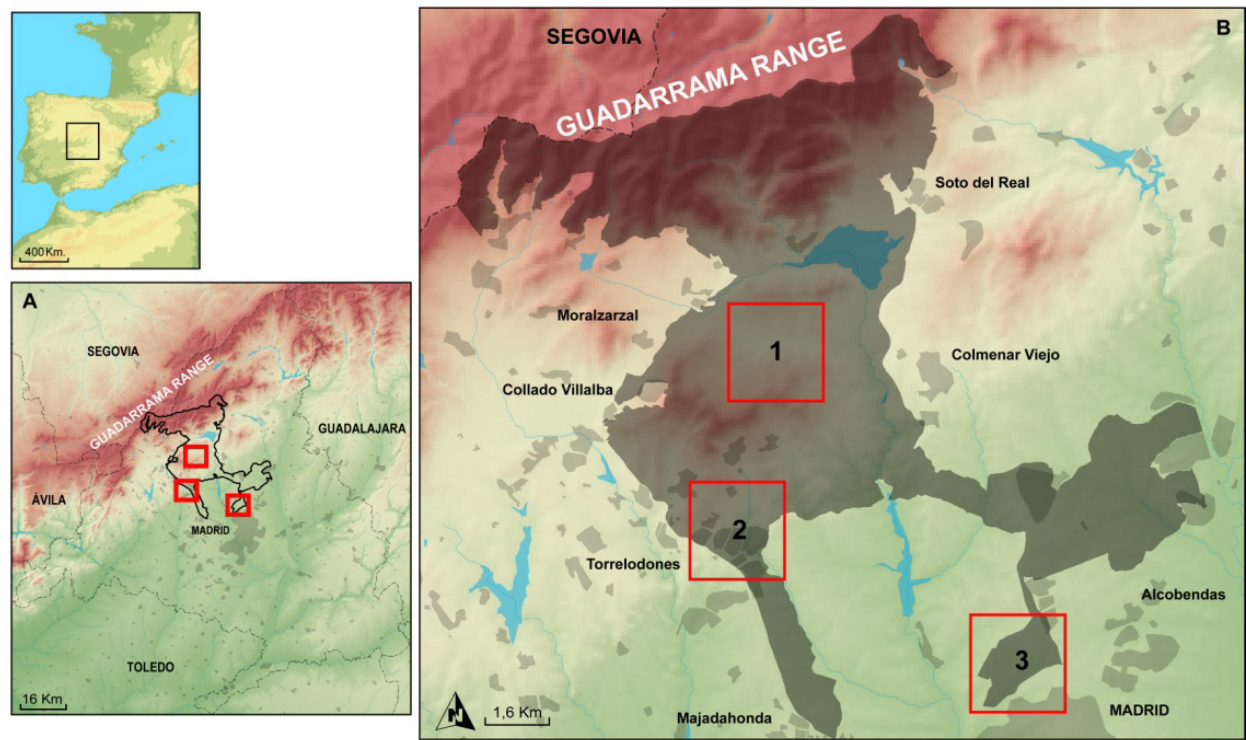 400 Km.
A
SEGOVIA
GUADARRAMA RANGE
GUADALAJARA
ÁVILA
MADRID
TOLEDO
16 Km
B
SEGOVIA
GUADARRAMA RANGE
Soto del Real
Moralzarzal
1
Colmenar Viejo
Collado Villalba
2
Torrelodones
Alcobendas
3
N
1,6 Km
Majadahonda
MADRID